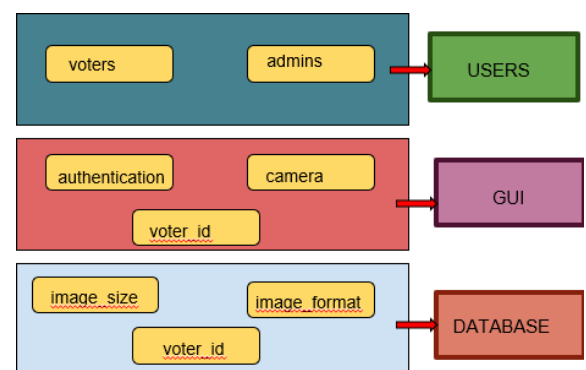 voters
admins
USERS
authentication
camera
voter_id
GUI
image_size
image_format
voter_id
DATABASE